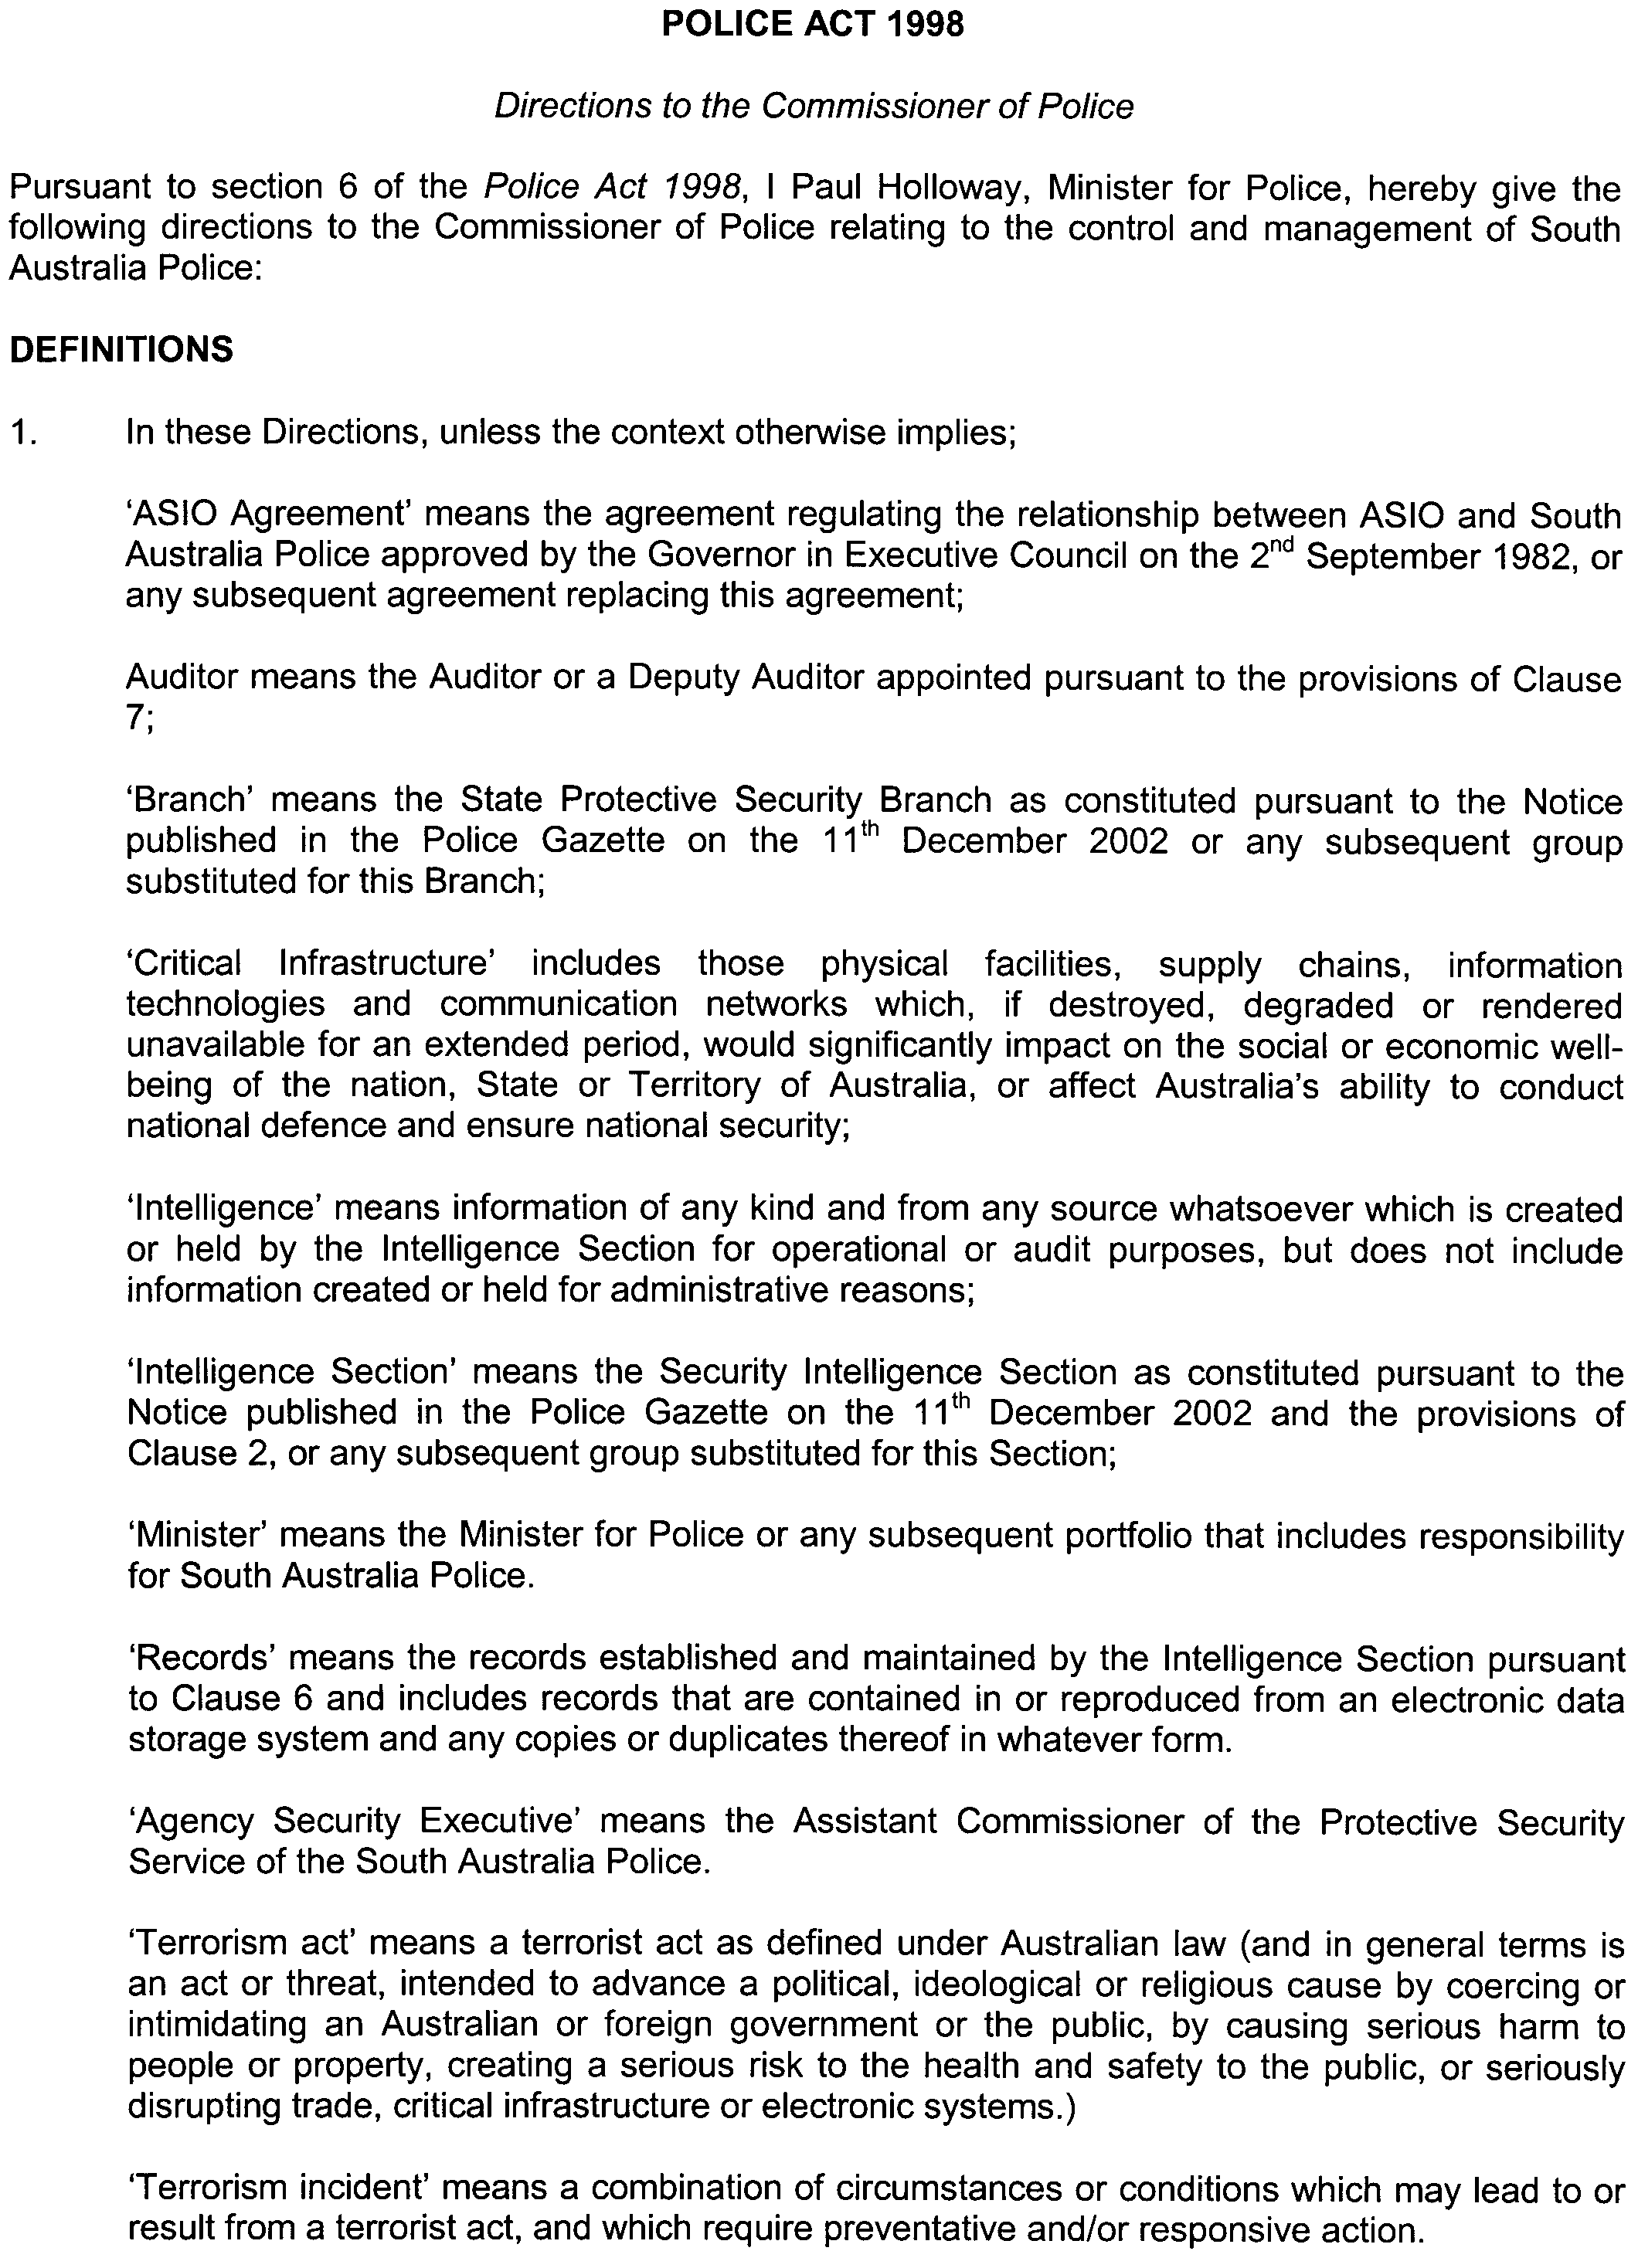 POLICE ACT 1998
Directions to the Commissioner of Police
Pursuant to section 6 of the Police Act 1998, I Paul Holloway, Minister for Police, hereby give the
following directions to the Commissioner of Police relating to the control and management of South
Australia Police:
DEFINITIONS
1. In these Directions, unless the context otherwise implies;
‘ASIO Agreement’ means the agreement regulating the relationship between ASIO and South
Australia Police approved by the Governor in Executive Council on the 2nd September 1982, or
any subsequent agreement replacing this agreement;
Auditor means the Auditor or a Deputy Auditor appointed pursuant to the provisions of Clause
7;
‘Branch’ means the State Protective Security Branch as constituted pursuant to the Notice
published in the Police Gazette on the 11th December 2002 or any subsequent group
substituted for this Branch;
‘Critical Infrastructure’ includes those physical facilities, supply chains, information
technologies and communication networks which, if destroyed, degraded or rendered
unavailable for an extended period, would significantly impact on the social or economic well-
being of the nation, State or Territory of Australia, or affect Australia’s ability to conduct
national defence and ensure national security;
‘Intelligence’ means information of any kind and from any source whatsoever which is created
or held by the Intelligence Section for operational or audit purposes, but does not include
information created or held for administrative reasons;
‘Intelligence Section’ means the Security Intelligence Section as constituted pursuant to the
Notice published in the Police Gazette on the 11th December 2002 and the provisions of
Clause 2, or any subsequent group substituted for this Section;
‘Minister’ means the Minister for Police or any subsequent portfolio that includes responsibility
for South Australia Police.
‘Records’ means the records established and maintained by the Intelligence Section pursuant
to Clause 6 and includes records that are contained in or reproduced from an electronic data
storage system and any copies or duplicates thereof in whatever form.
‘Agency Security Executive’ means the Assistant Commissioner of the Protective Security
Service of the South Australia Police.
‘Terrorism act’ means a terrorist act as defined under Australian law (and in general terms is
an act or threat, intended to advance a political, ideological or religious cause by coercing or
intimidating an Australian or foreign government or the public, by causing serious harm to
people or property, creating a serious risk to the health and safety to the public, or seriously
disrupting trade, critical infrastructure or electronic systems.)
‘Terrorism incident’ means a combination of circumstances or conditions which may lead to or
result from a terrorist act, and which require preventative and/or responsive action.